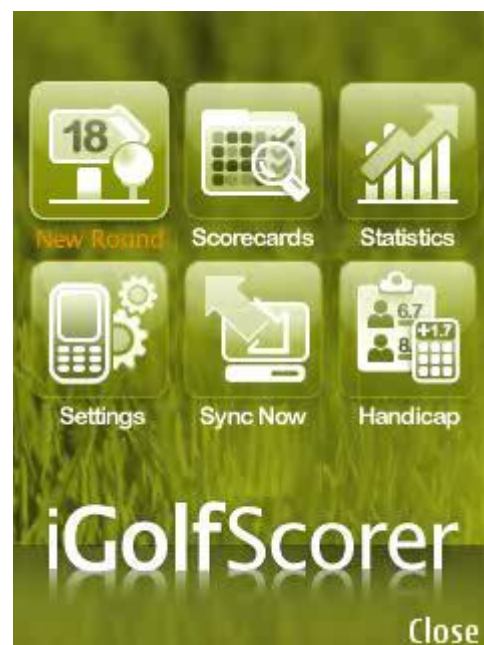 18
New Round
Scorecards
Statistics
6.7
+1.7
8.
Settings
Sync Now
Handicap
iGolfScorer
Close